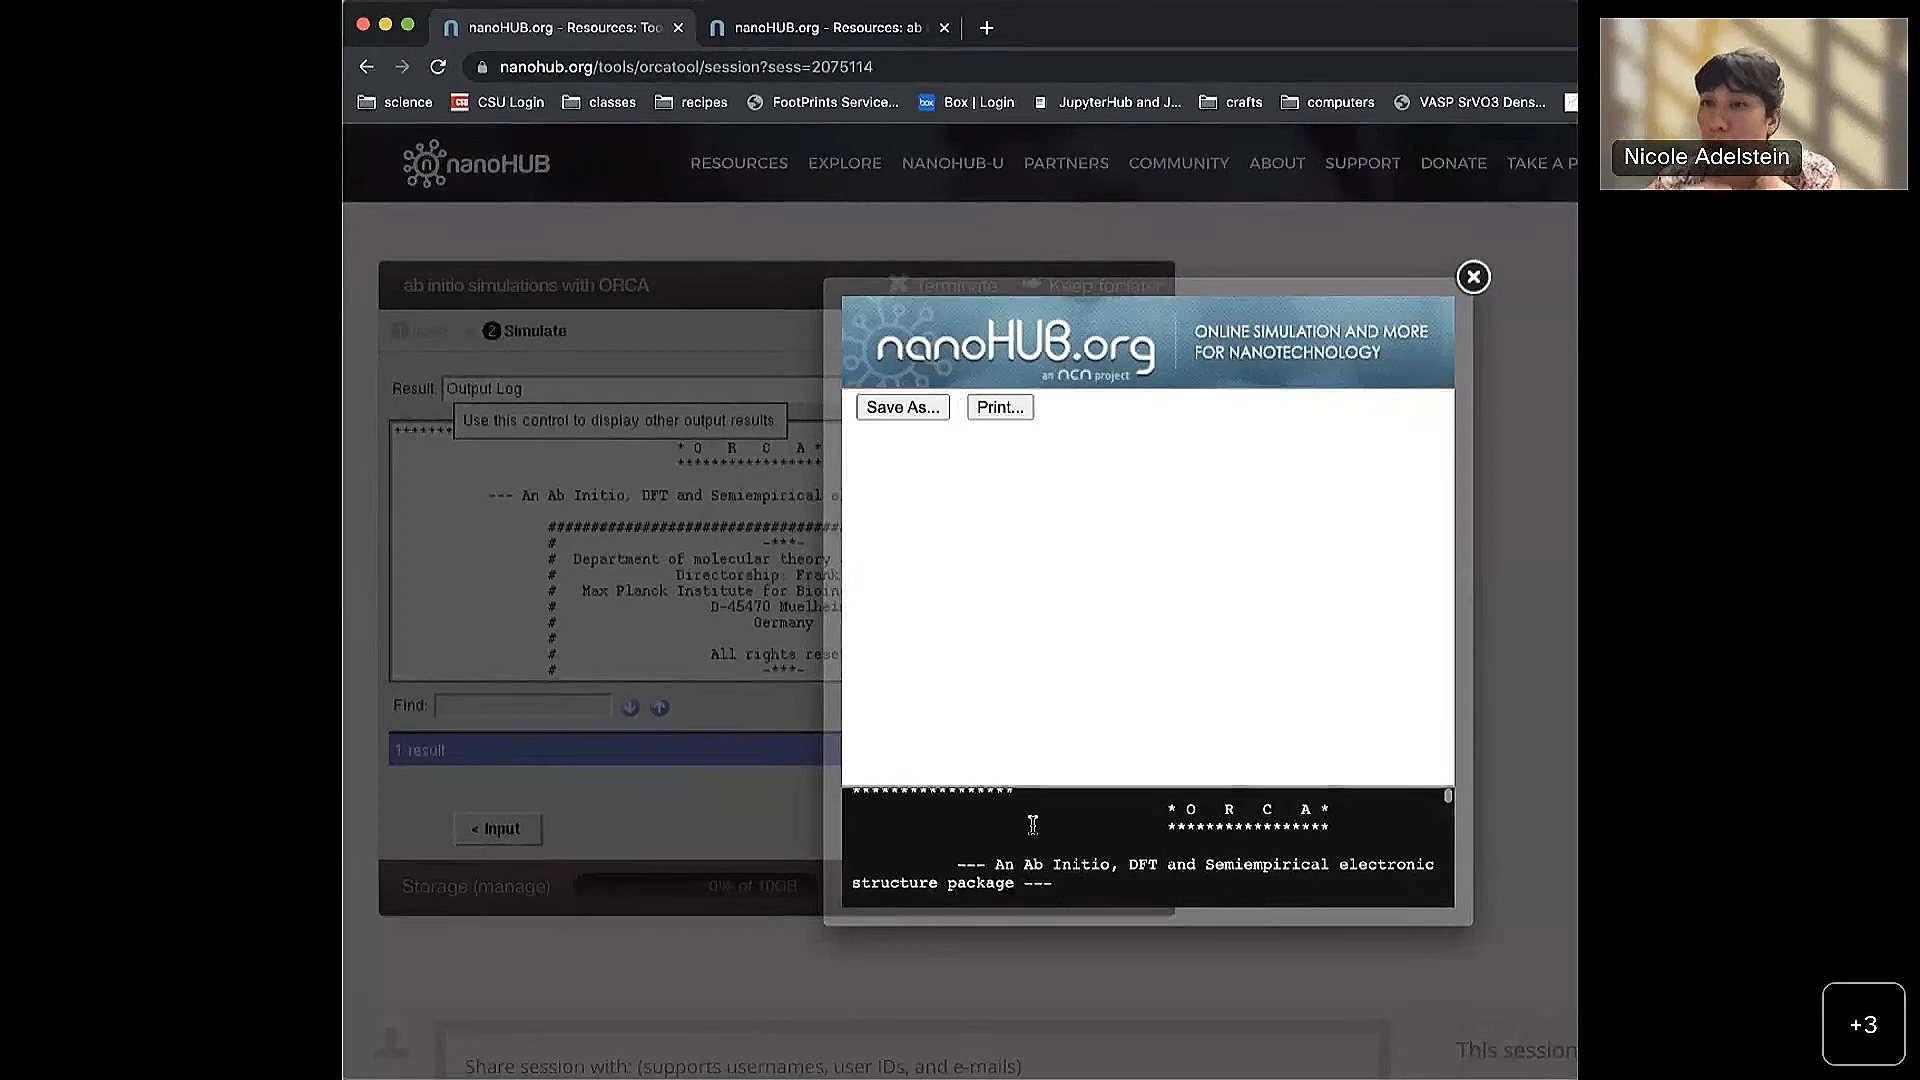 nanoHUB.org - Resources: Too
nanoHUB.org - Resources: ab
nanohub.org/tools/orcatool/session?sess=2075114
science
CSU Login
classes
recipes
FootPrints Service...
box
Box | Login
JupyterHub and J...
crafts
computers
VASP SrVO3 Dens...
Nicole Adelstein
nanoHUB
RESOURCES
EXPLORE
NANOHUB-U
PARTNERS
COMMUNITY
ABOUT
SUPPORT
DONATE
TAKE A P
ab initio simulations with ORCA
Terminate
Keep for later
2 Simulate
nanoHUB.org
an ncn project
ONLINE SIMULATION AND MORE
FOR NANOTECHNOLOGY
Result: Output Log
Save As...
Print...
Use this control to display other output results
* O R C A *
--- An Ab Initio, DFT and Semiempirical e
#########################################
# -***-
# Department of molecular theory
# Directorship: Frank
# Max Planck Institute for Bioin
# D-45470 Muelhei
# Germany
#
# All rights rese
# -***-
Find:
1 result
< Input
Storage (manage)
0% of 10GB
*****************
* O R C A *
*****************
--- An Ab Initio, DFT and Semiempirical electronic
structure package ---
Share session with: (supports usernames, user IDs, and e-mails)
This session
+3